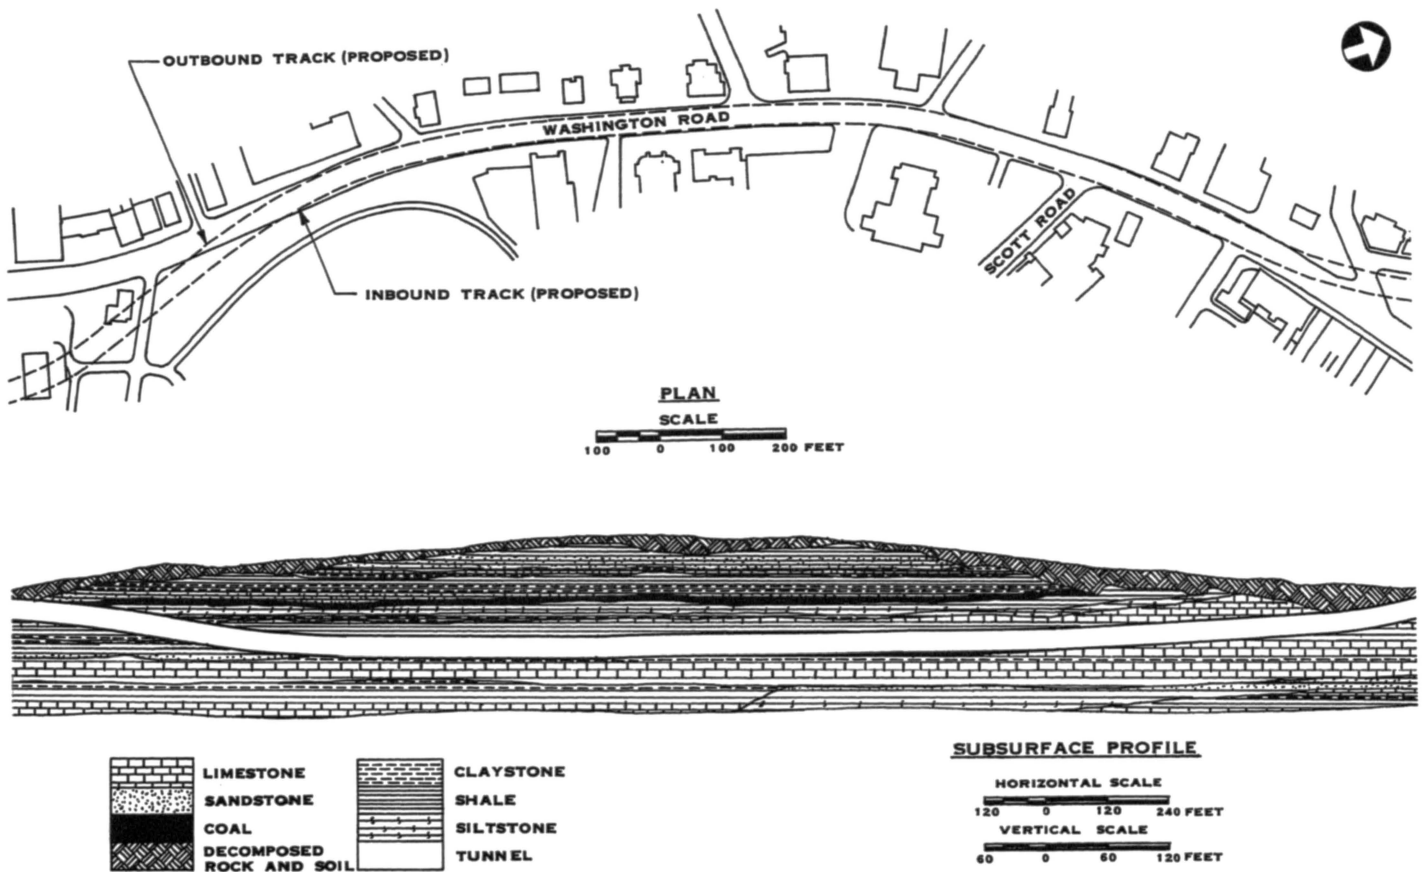 OUTBOUND TRACK (PROPOSED)
WASHINGTON ROAD
SCOTT ROAD
INBOUND TRACK (PROPOSED)
PLAN
SCALE
100 0 100 200 FEET
LIMESTONE
SANDSTONE
COAL
DECOMPOSED
ROCK AND SOIL
CLAYSTONE
SHALE
SILTSTONE
TUNNEL
SUBSURFACE PROFILE
HORIZONTAL SCALE
120 0 120 240 FEET
VERTICAL SCALE
60 0 60 120 FEET